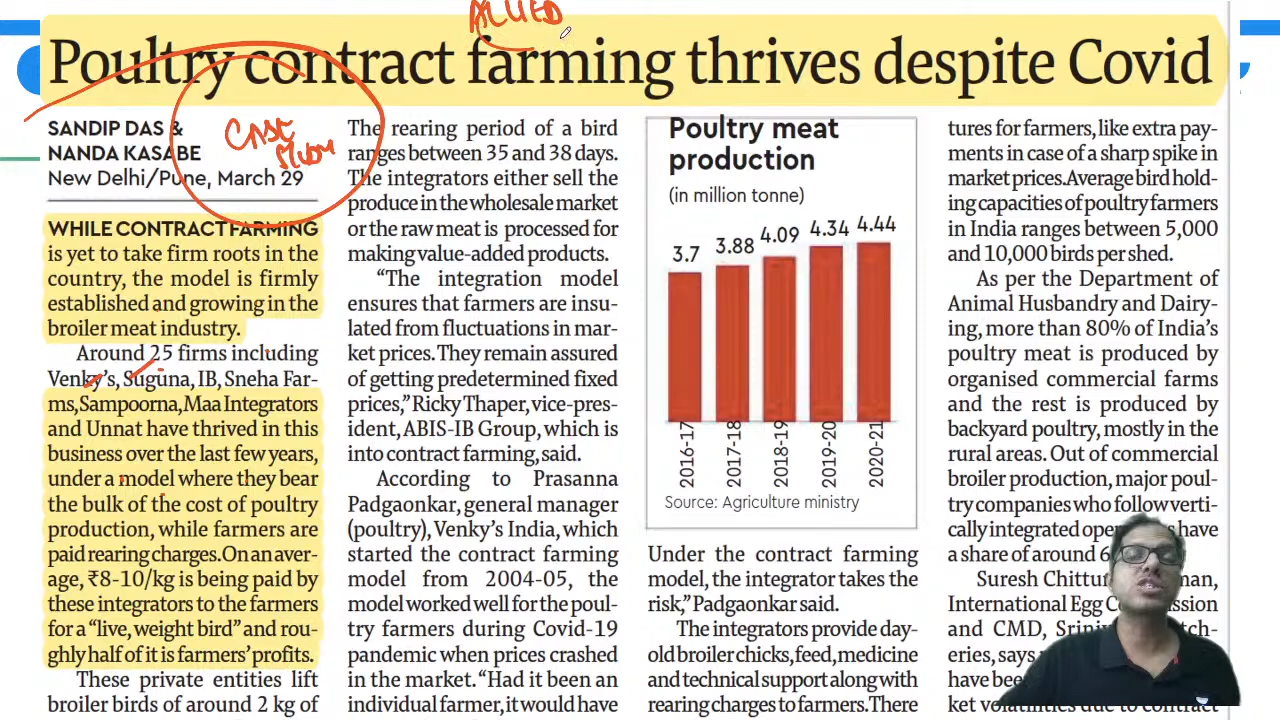 ALLIED
Poultry contract farming thrives despite Covid
CASE
STUDY
SANDIP DAS &
NANDA KASABE
New Delhi/Pune, March 29
WHILE CONTRACT FARMING
is yet to take firm roots in the
country, the model is firmly
established and growing in the
broiler meat industry.
Around 25 firms including
Venky's, Suguna, IB, Sneha Far-
ms, Sampoorna, Maa Integrators
and Unnat have thrived in this
business over the last few years,
under a model where they bear
the bulk of the cost of poultry
production, while farmers are
paid rearing charges. On an aver-
age, ₹8-10/kg is being paid by
these integrators to the farmers
for a “live, weight bird” and rou-
ghly half of it is farmers’ profits.
These private entities lift
broiler birds of around 2 kg of
The rearing period of a bird
ranges between 35 and 38 days.
The integrators either sell the
produce in the wholesale market
or the raw meat is processed for
making value-added products.
“The integration model
ensures that farmers are insu-
lated from fluctuations in mar-
ket prices. They remain assured
of getting predetermined fixed
prices,” Ricky Thaper, vice-pres-
ident, ABIS-IB Group, which is
into contract farming, said.
According to Prasanna
Padgaonkar, general manager
(poultry), Venky’s India, which
started the contract farming
model from 2004-05, the
model worked well for the poul-
try farmers during Covid-19
pandemic when prices crashed
in the market. “Had it been an
individual farmer, it would have
Poultry meat
production
(in million tonne)
3.7 3.88 4.09 4.34 4.44
2016-17 2017-18 2018-19 2019-20 2020-21
Source: Agriculture ministry
Under the contract farming
model, the integrator takes the
risk,” Padgaonkar said.
The integrators provide day-
old broiler chicks, feed, medicine
and technical support along with
rearing charges to farmers. There
tures for farmers, like extra pay-
ments in case of a sharp spike in
market prices. Average bird hold-
ing capacities of poultry farmers
in India ranges between 5,000
and 10,000 birds per shed.
As per the Department of
Animal Husbandry and Dairy-
ing, more than 80% of India’s
poultry meat is produced by
organised commercial farms
and the rest is produced by
backyard poultry, mostly in the
rural areas. Out of commercial
broiler production, major poul-
try companies who follow verti-
cally integrated have
a share of around
Suresh
International Egg
and CMD,
eries, says
have
ket due to contract